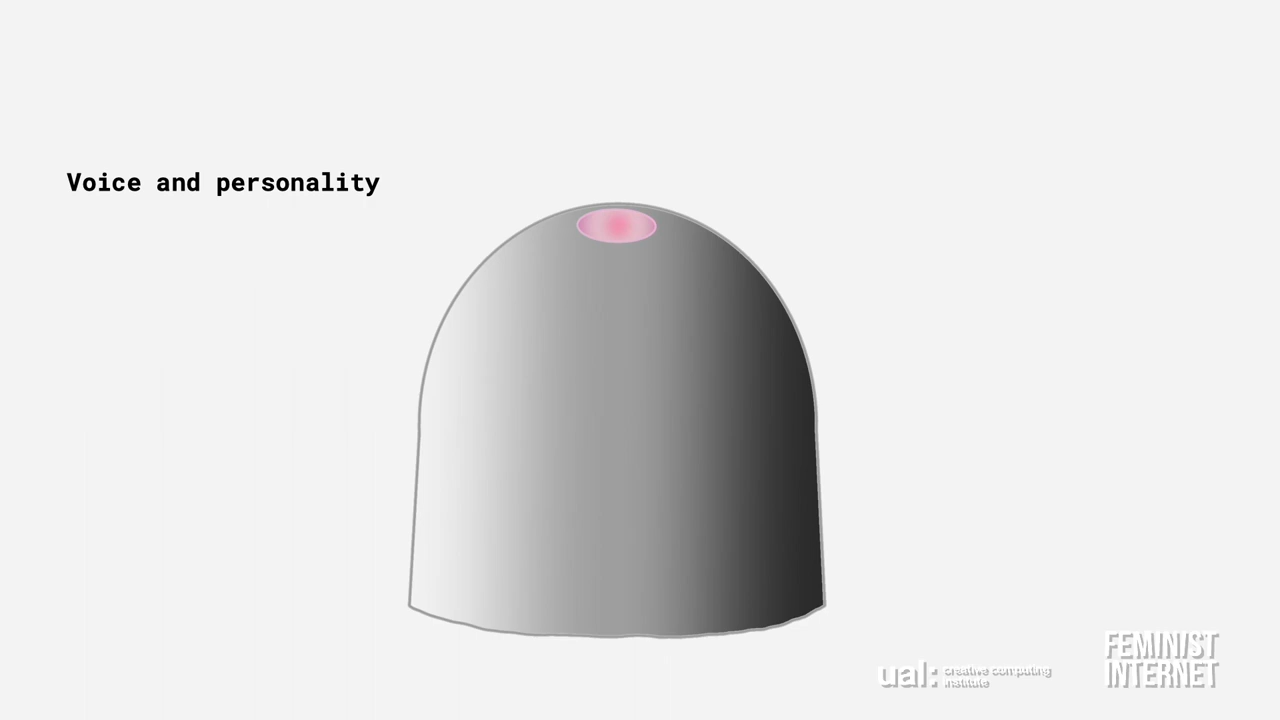 Voice and personality
ual: creative computing
institute
FEMINIST
INTERNET